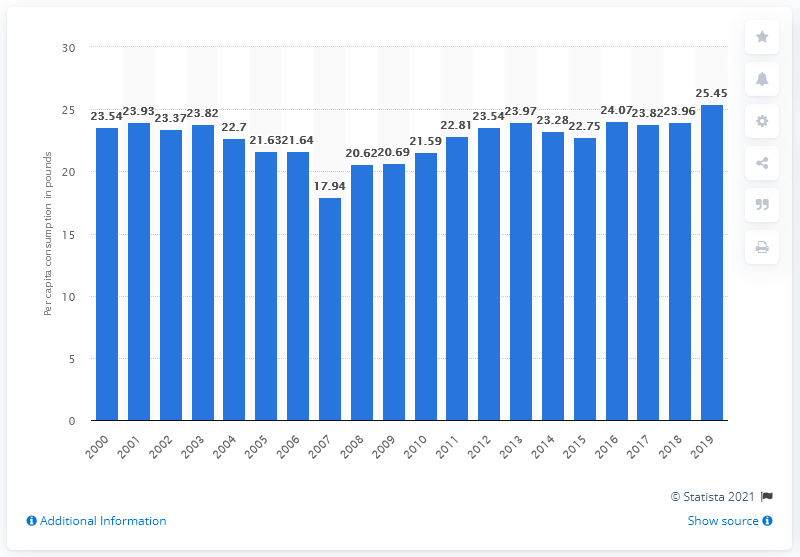 30
25
20
15
10
5
0
Per capita consumption in pounds
23.54 23.93 23.37 23.82 22.7 21.63 21.64 17.94 20.62 20.69 21.59 22.81 23.54 23.97 23.28 22.75 24.07 23.82 23.96 25.45
2000 2001 2002 2003 2004 2005 2006 2007 2008 2009 2010 2011 2012 2013 2014 2015 2016 2017 2018 2019
© Statista 2021
Additional Information
Show source